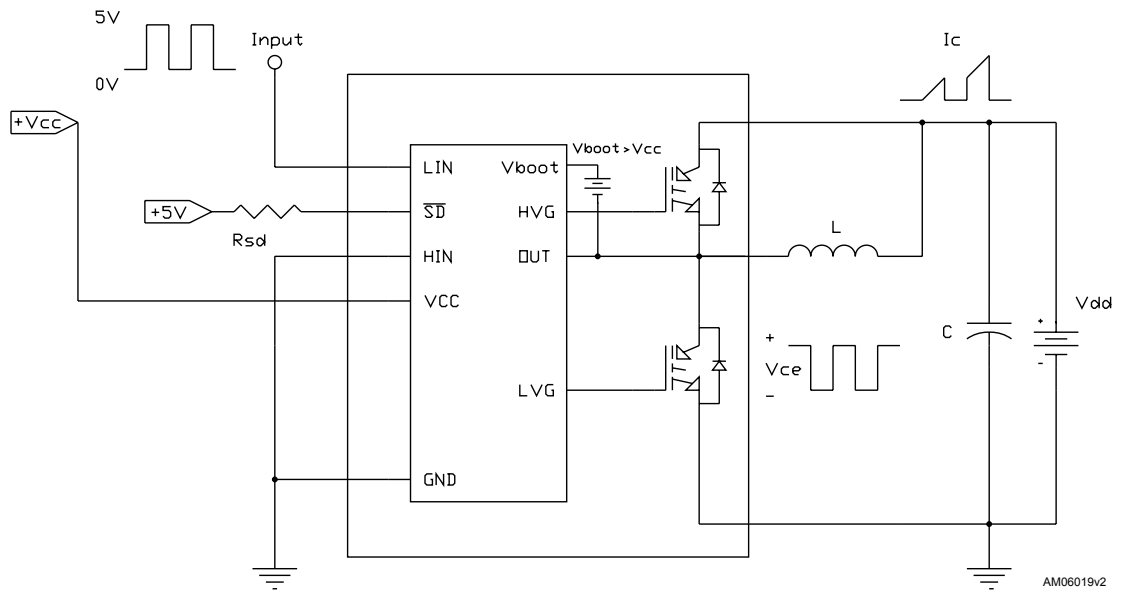 5V
Input
Ic
0V
+Vcc
Vboot>Vcc
LIN
Vboot
+5V
SD
HVG
Rsd
L
HIN
OUT
VCC
Vdd
+
C
+
Vce
-
-
LVG
GND
AM06019v2